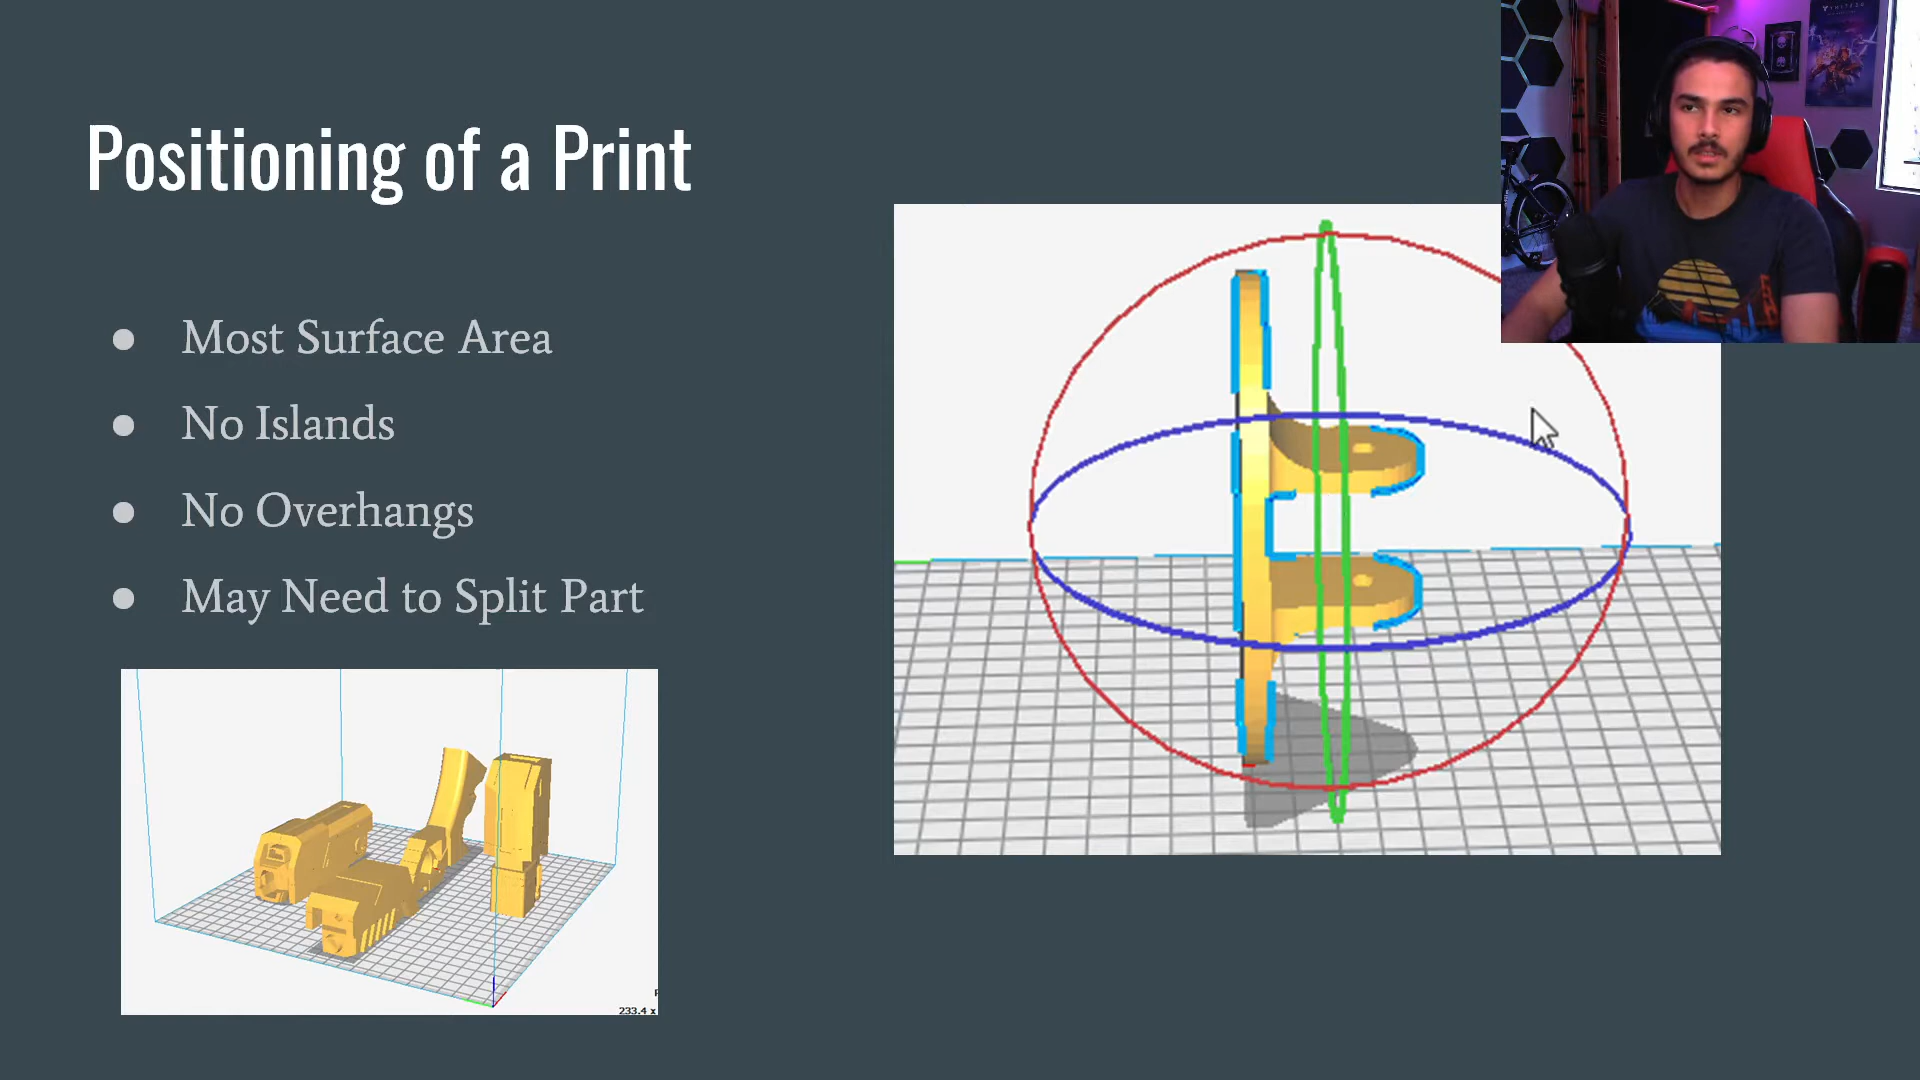 Positioning of a Print
Most Surface Area
No Islands
No Overhangs
May Need to Split Part
233.4 x